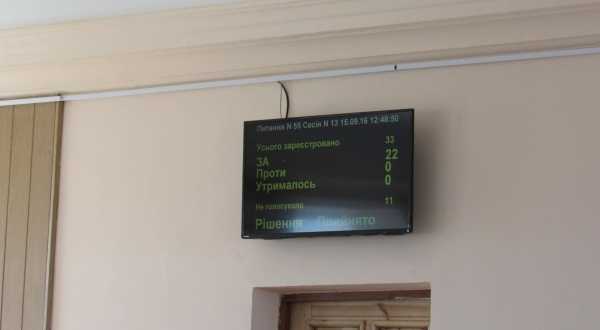 Питання N 55 Сесія N 13 15.09.16 12:48:50
Усього зареєстровано 33
ЗА 22
Проти 0
Утрималось 0
Не голосувало 11
Рішення Прийнято